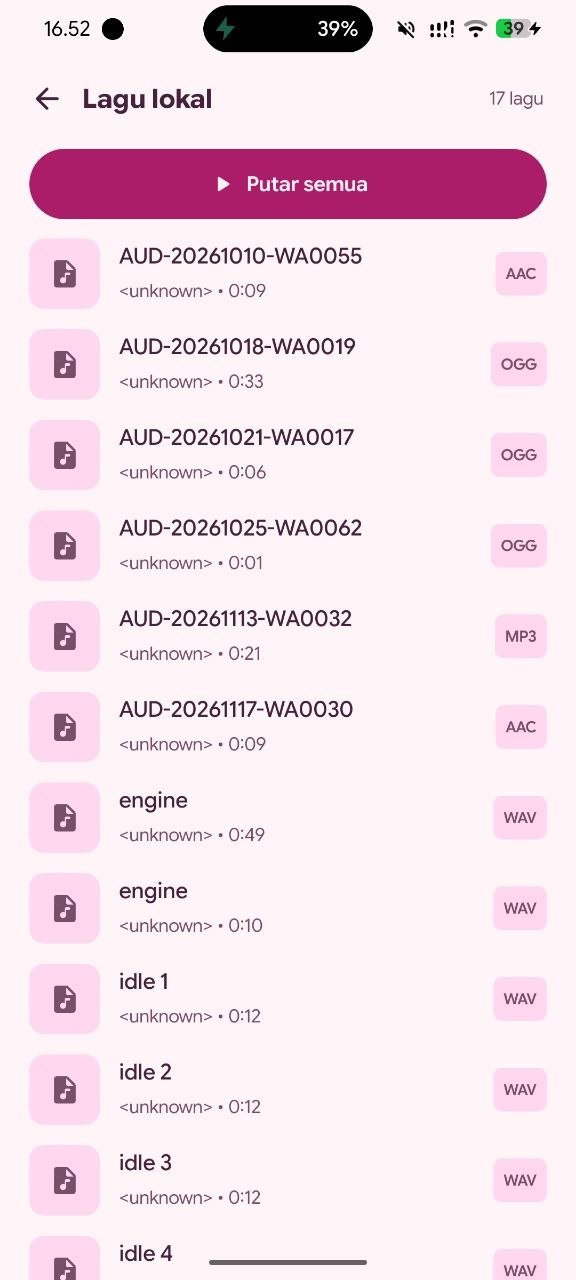 16.52
39%
39
Lagu lokal
17 lagu
Putar semua
AUD-20261010-WA0055
<unknown> • 0:09
AAC
AUD-20261018-WA0019
<unknown> • 0:33
OGG
AUD-20261021-WA0017
<unknown> • 0:06
OGG
AUD-20261025-WA0062
<unknown> • 0:01
OGG
AUD-20261113-WA0032
<unknown> • 0:21
MP3
AUD-20261117-WA0030
<unknown> • 0:09
AAC
engine
<unknown> • 0:49
WAV
engine
<unknown> • 0:10
WAV
idle 1
<unknown> • 0:12
WAV
idle 2
<unknown> • 0:12
WAV
idle 3
<unknown> • 0:12
WAV
idle 4
WAV